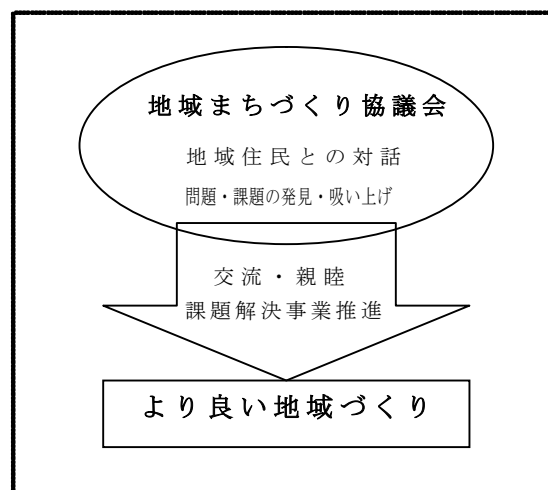 地域まちづくり協議会
地域住民との対話
問題・課題の発見・吸い上げ
交流・親睦
課題解決事業推進
より良い地域づくり